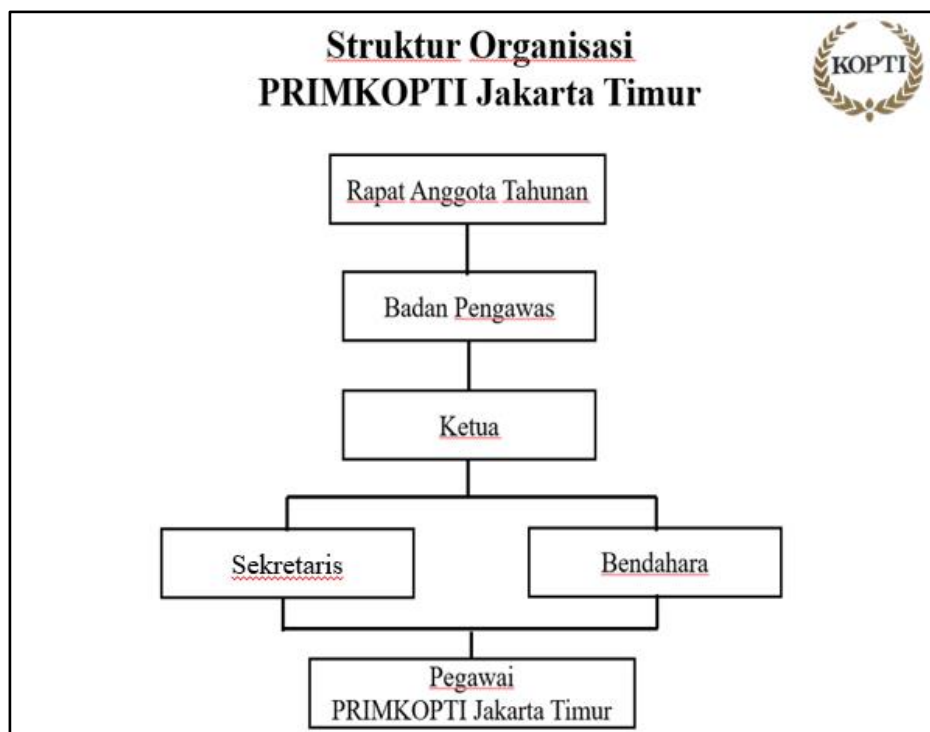 Struktur Organisasi
PRIMKOPTI Jakarta Timur
KOPTI
Rapat Anggota Tahunan
Badan Pengawas
Ketua
Sekretaris
Bendahara
Pegawai
PRIMKOPTI Jakarta Timur